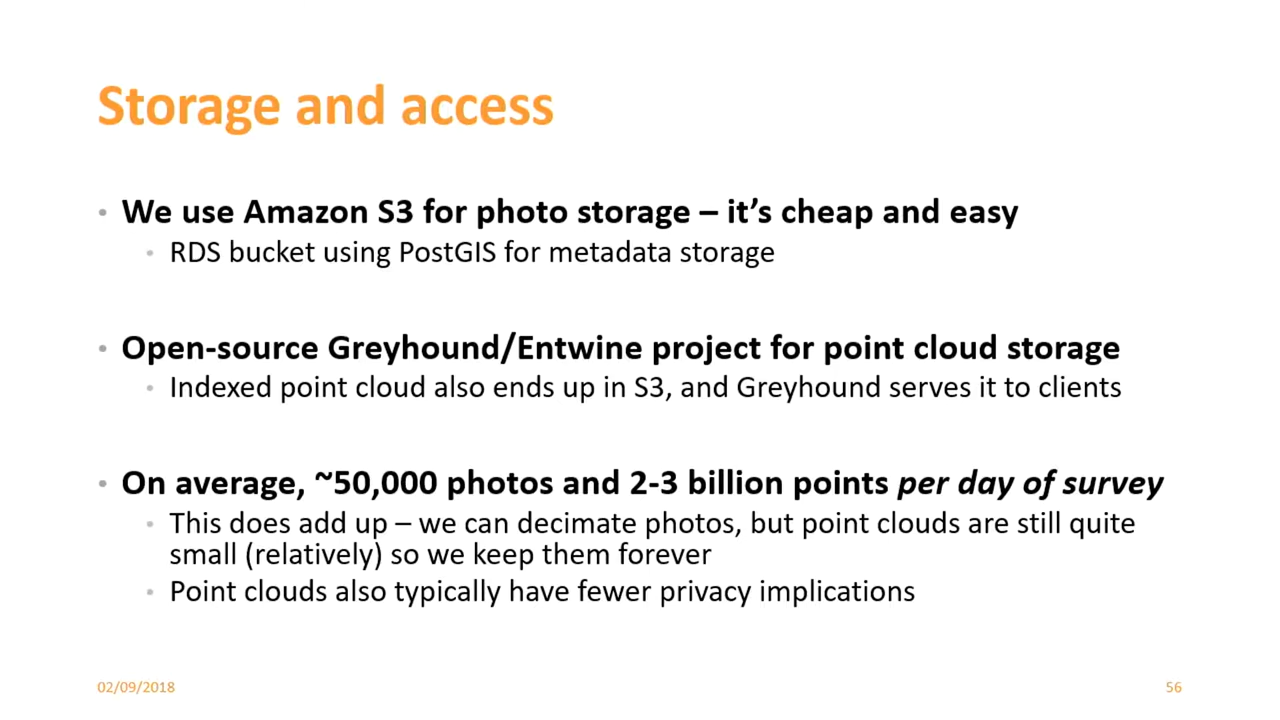 Storage and access
• We use Amazon S3 for photo storage – it’s cheap and easy
• RDS bucket using PostGIS for metadata storage
• Open-source Greyhound/Entwine project for point cloud storage
• Indexed point cloud also ends up in S3, and Greyhound serves it to clients
• On average, ~50,000 photos and 2-3 billion points per day of survey
• This does add up – we can decimate photos, but point clouds are still quite
small (relatively) so we keep them forever
• Point clouds also typically have fewer privacy implications
02/09/2018
56